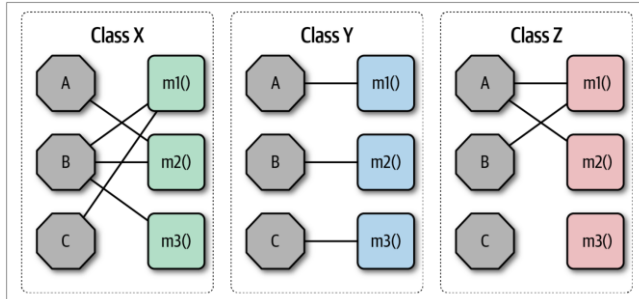 Class X
A
m1()
B
m2()
C
m3()
Class Y
A
m1()
B
m2()
C
m3()
Class Z
A
m1()
B
m2()
C
m3()